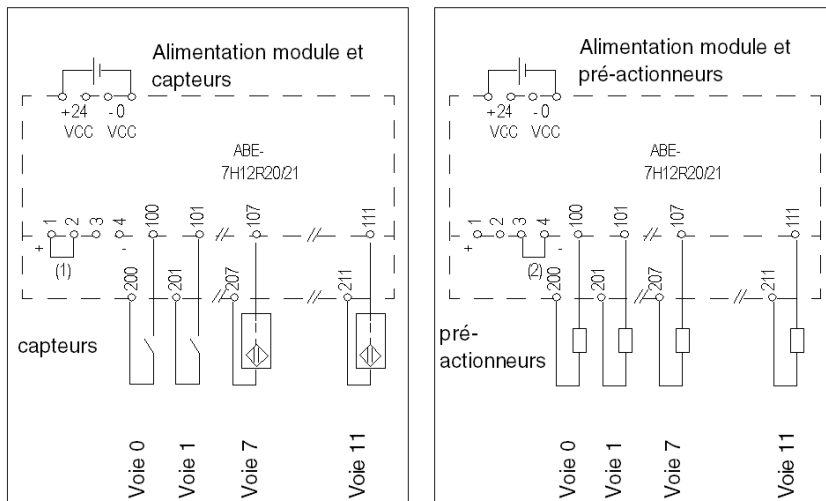 Alimentation module et
capteurs
+24
VCC
- 0
VCC
ABE-
7H12R20/21
1
2
3
4
100
101
107
111
+
-
(1)
200
201
207
211
capteurs
Voie 0
Voie 1
Voie 7
Voie 11
Alimentation module et
pré-actionneurs
+24
VCC
- 0
VCC
ABE-
7H12R20/21
1
2
3
4
100
101
107
111
+
-
(2)
200
201
207
211
pré-
actionneurs
Voie 0
Voie 1
Voie 7
Voie 11